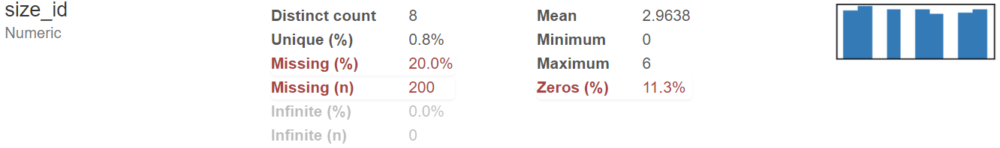 size_id
Numeric
Distinct count 8
Unique (%) 0.8%
Missing (%) 20.0%
Missing (n) 200
Infinite (%) 0.0%
Infinite (n) 0
Mean 2.9638
Minimum 0
Maximum 6
Zeros (%) 11.3%